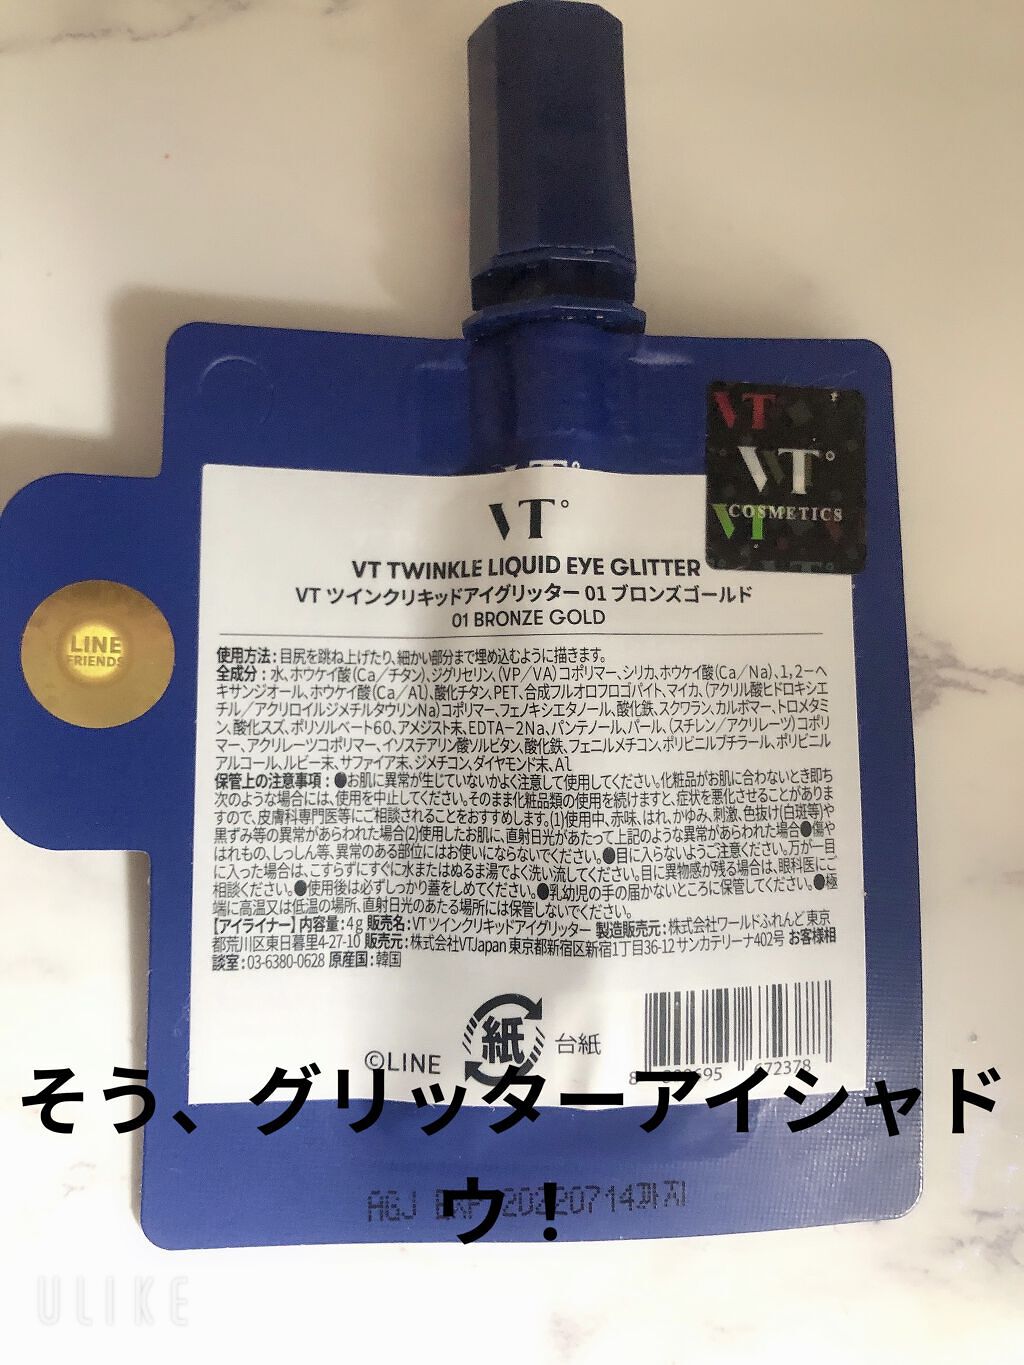 VT
VT
COSMETICS
VT
LINE
FRIENDS
VT
VT TWINKLE LIQUID EYE GLITTER
VT ツインクリキッドアイグリッター 01 ブロンズゴールド
01 BRONZE GOLD
使用方法:目尻を跳ね上げたり、細かい部分まで埋め込むように描きます。
全成分:水、ホウケイ酸(Ca/チタン)、ジグリセリン、(VP/VA)コポリマー、シリカ、ホウケイ酸(Ca/Na)、1,2-ヘ
キサンジオール、ホウケイ酸(Ca/Al)、酸化チタン、PET、合成フルオロフロゴパイト、マイカ、(アクリル酸ヒドロキシエ
チル/アクリロイルジメチルタウリンNa)コポリマー、フェノキシエタノール、酸化鉄、スクワラン、カルボマー、トロメタミ
ン、酸化スズ、ポリソルベート60、アメジスト末、EDTA-2Na、パンテノール、パール、(スチレン/アクリレーツ)コポリ
マー、アクリレーツコポリマー、イソステアリン酸ソルビタン、酸化鉄、フェニルメチコン、ポリビニルブチラール、ポリビニル
アルコール、ルビー末、サファイア末、ジメチコン、ダイヤモンド末、Al
保管上の注意事項:●お肌に異常が生じていないかよく注意して使用してください。化粧品がお肌に合わないとき即ち
次のような場合には、使用を中止してください。そのまま化粧品類の使用を続けますと、症状を悪化させることがありま
すので、皮膚科専門医等にご相談されることをおすすめします。(1)使用中、赤味、はれ、かゆみ、刺激、色抜け(白斑等)や
黒ずみ等の異常があらわれた場合(2)使用したお肌に、直射日光があたって上記のような異常があらわれた場合●傷や
はれもの、しっしん等、異常のある部位にはお使いにならないでください。●目に入らないようご注意ください。万が一目
に入った場合は、こすらずにすぐに水またはぬるま湯でよく洗い流してください。目に異物感が残る場合は、眼科医にご
相談ください。●使用後は必ずしっかり蓋をしめてください。●乳幼児の手の届かないところに保管してください。●極
端に高温又は低温の場所、直射日光のあたる場所には保管しないでください。
【アイライナー】内容量:4g 販売名:VT ツインクリキッドアイグリッター 製造販売元:株式会社ワールドふれんど 東京
都荒川区東日暮里4-27-10 販売元:株式会社VTJapan 東京都新宿区新宿1丁目36-12 サンカテリーナ402号 お客様相
談室:03-6380-0628 原産国:韓国
©LINE
紙
台紙
672378
そう、グリッターアイシャド
ウ！
AGJ 20220714까지
ULIKE